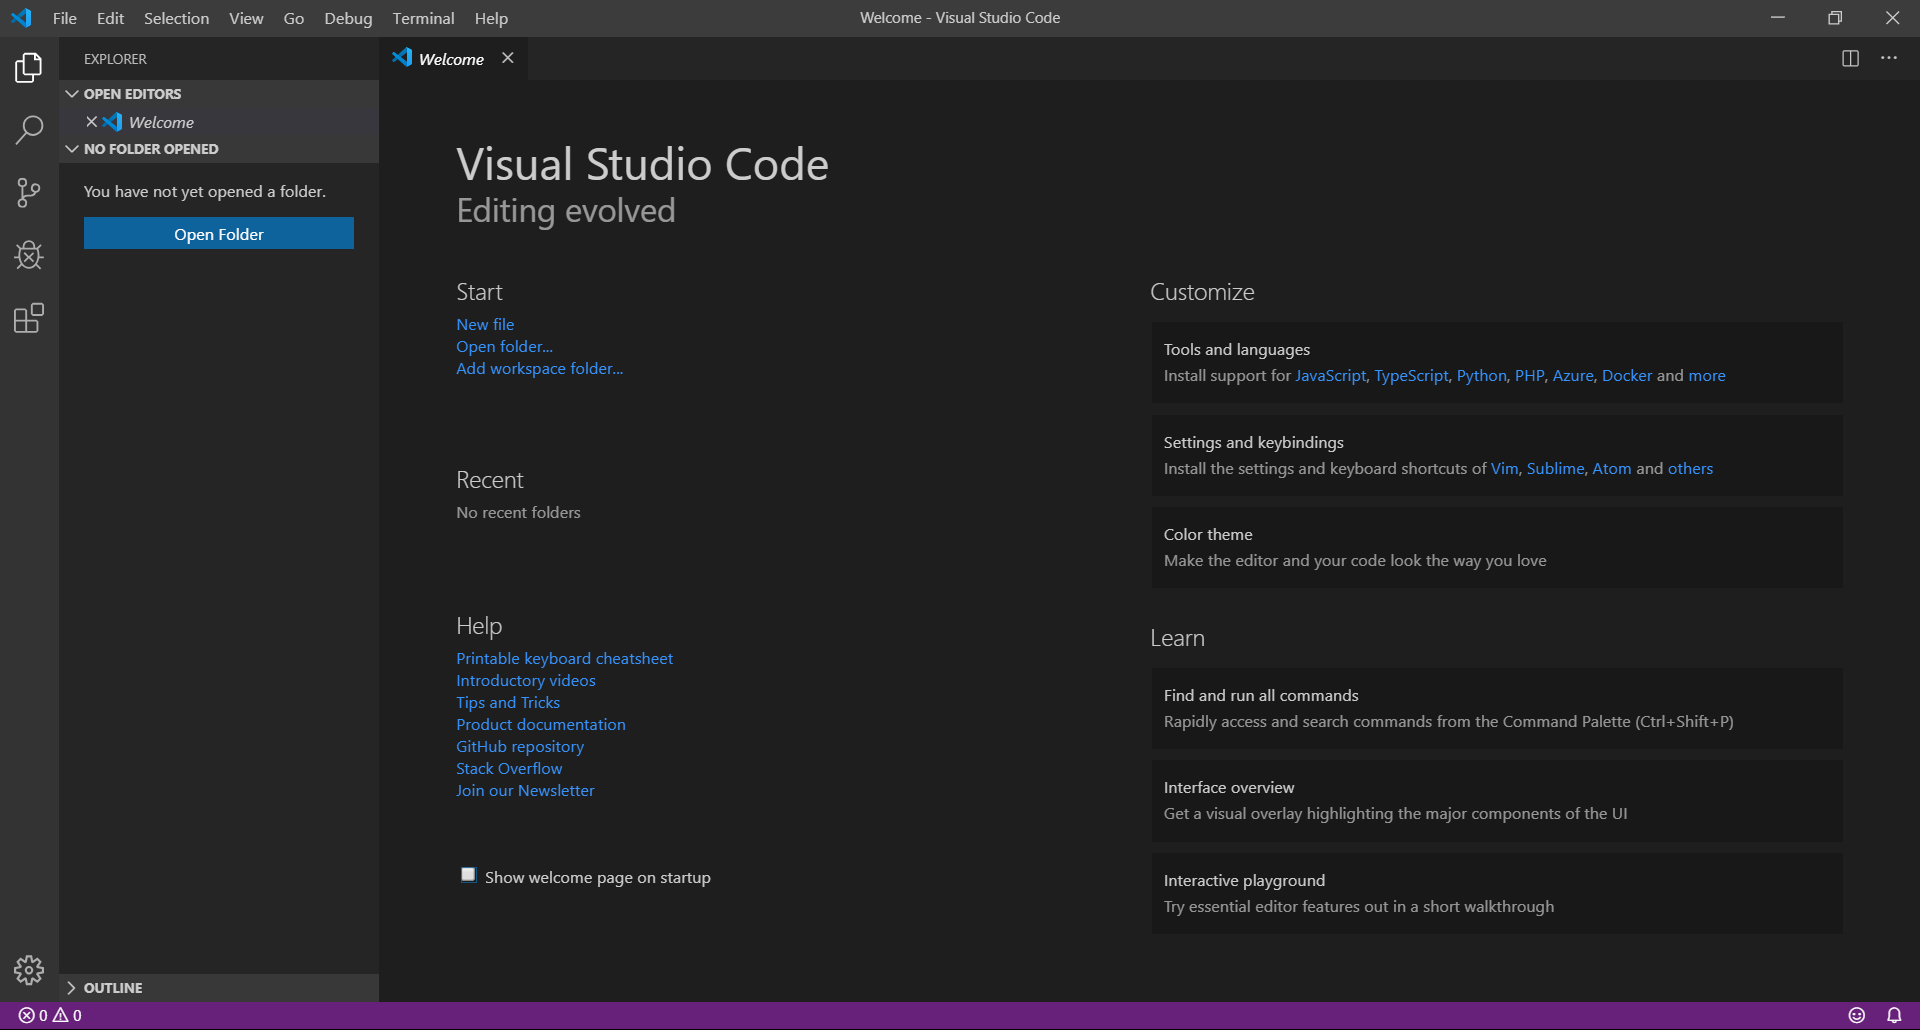 File Edit Selection View Go Debug Terminal Help
Welcome - Visual Studio Code
EXPLORER
OPEN EDITORS
Welcome
NO FOLDER OPENED
You have not yet opened a folder.
Open Folder
OUTLINE
Welcome
Visual Studio Code
Editing evolved
Start
New file
Open folder...
Add workspace folder...
Recent
No recent folders
Help
Printable keyboard cheatsheet
Introductory videos
Tips and Tricks
Product documentation
GitHub repository
Stack Overflow
Join our Newsletter
Show welcome page on startup
Customize
Tools and languages
Install support for JavaScript, TypeScript, Python, PHP, Azure, Docker and more
Settings and keybindings
Install the settings and keyboard shortcuts of Vim, Sublime, Atom and others
Color theme
Make the editor and your code look the way you love
Learn
Find and run all commands
Rapidly access and search commands from the Command Palette (Ctrl+Shift+P)
Interface overview
Get a visual overlay highlighting the major components of the UI
Interactive playground
Try essential editor features out in a short walkthrough
0 0